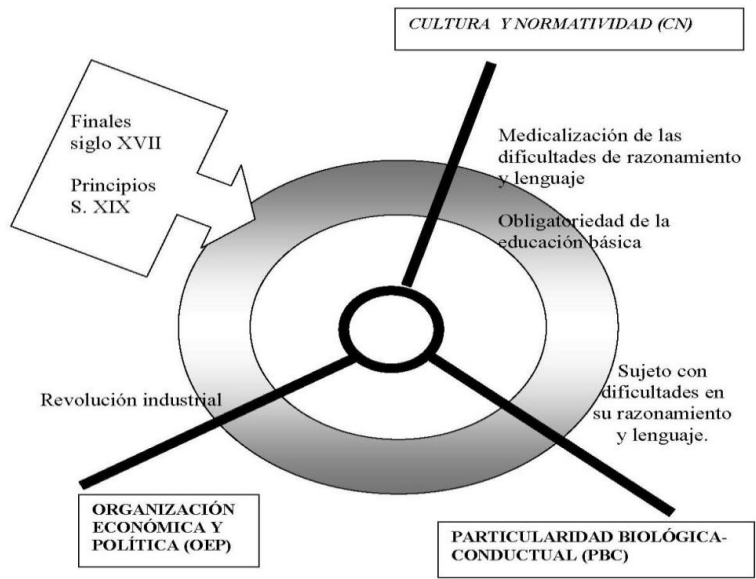 CULTURA Y NORMATIVIDAD (CN)
Finales
siglo XVII
Principios
S. XIX
Medicalización de las
dificultades de razonamiento
y lenguaje
Obligatoriedad de la
educación básica
Revolución industrial
Sujeto con
dificultades en
su razonamiento
y lenguaje.
ORGANIZACIÓN
ECONÓMICA Y
POLÍTICA (OEP)
PARTICULARIDAD BIOLÓGICA-
CONDUCTUAL (PBC)